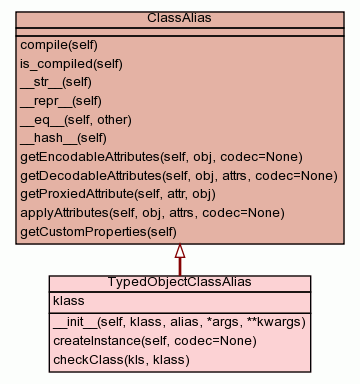 ClassAlias
compile(self)
is_compiled(self)
__str__(self)
__repr__(self)
__eq__(self, other)
__hash__(self)
getEncodableAttributes(self, obj, codec=None)
getDecodableAttributes(self, obj, attrs, codec=None)
getProxiedAttribute(self, attr, obj)
applyAttributes(self, obj, attrs, codec=None)
getCustomProperties(self)
TypedObjectClassAlias
klass
__init__(self, klass, alias, *args, **kwargs)
createInstance(self, codec=None)
checkClass(kls, klass)